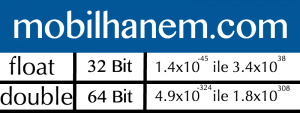 mobilhanem.com
float 32 Bit 1.4x10⁻⁴⁵ ile 3.4x10³⁸
double 64 Bit 4.9x10⁻³²⁴ ile 1.8x10³⁰⁸